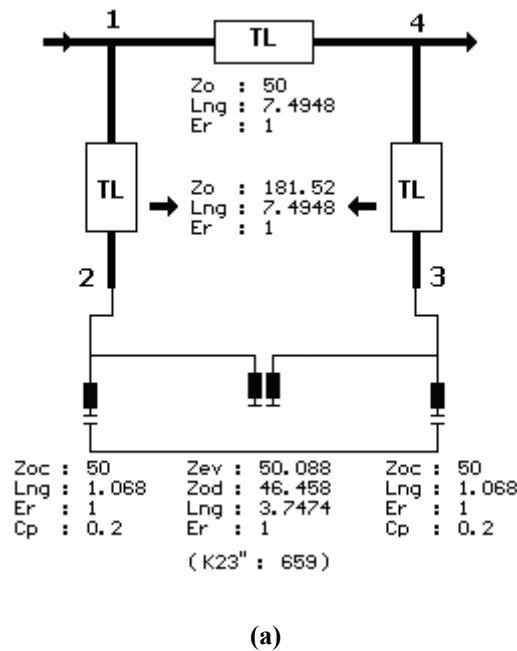 1
4
TL
Zo : 50
Lng : 7.4948
Er : 1
TL
Zo : 181.52
Lng : 7.4948
Er : 1
TL
2
3
Zoc : 50
Lng : 1.068
Er : 1
Cp : 0.2
Zev : 50.088
Zod : 46.458
Lng : 3.7474
Er : 1
Zoc : 50
Lng : 1.068
Er : 1
Cp : 0.2
(K23" : 659)
(a)